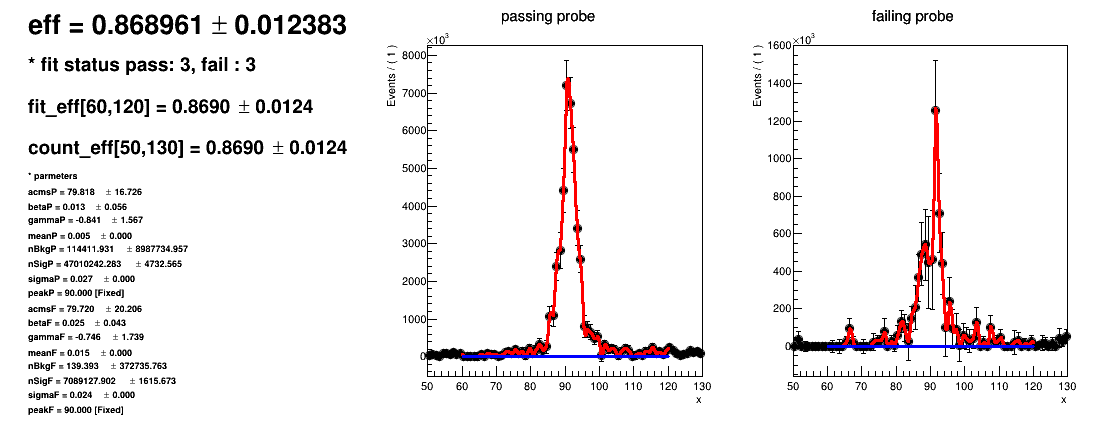 eff = 0.868961 ± 0.012383
* fit status pass: 3, fail : 3
fit_eff[60,120] = 0.8690 ± 0.0124
count_eff[50,130] = 0.8690 ± 0.0124
* parmeters
acmsP = 79.818 ± 16.726
betaP = 0.013 ± 0.056
gammaP = -0.841 ± 1.567
meanP = 0.005 ± 0.000
nBkgP = 114411.931 ± 8987734.957
nSigP = 47010242.283 ± 4732.565
sigmaP = 0.027 ± 0.000
peakP = 90.000 [Fixed]
acmsF = 79.720 ± 20.206
betaF = 0.025 ± 0.043
gammaF = -0.746 ± 1.739
meanF = 0.015 ± 0.000
nBkgF = 139.393 ± 372735.763
nSigF = 7089127.902 ± 1615.673
sigmaF = 0.024 ± 0.000
peakF = 90.000 [Fixed]
passing probe
×10³
Events / ( 1 )
8000
7000
6000
5000
4000
3000
2000
1000
0
50 60 70 80 90 100 110 120 130
x
failing probe
×10³
Events / ( 1 )
1600
1400
1200
1000
800
600
400
200
0
50 60 70 80 90 100 110 120 130
x